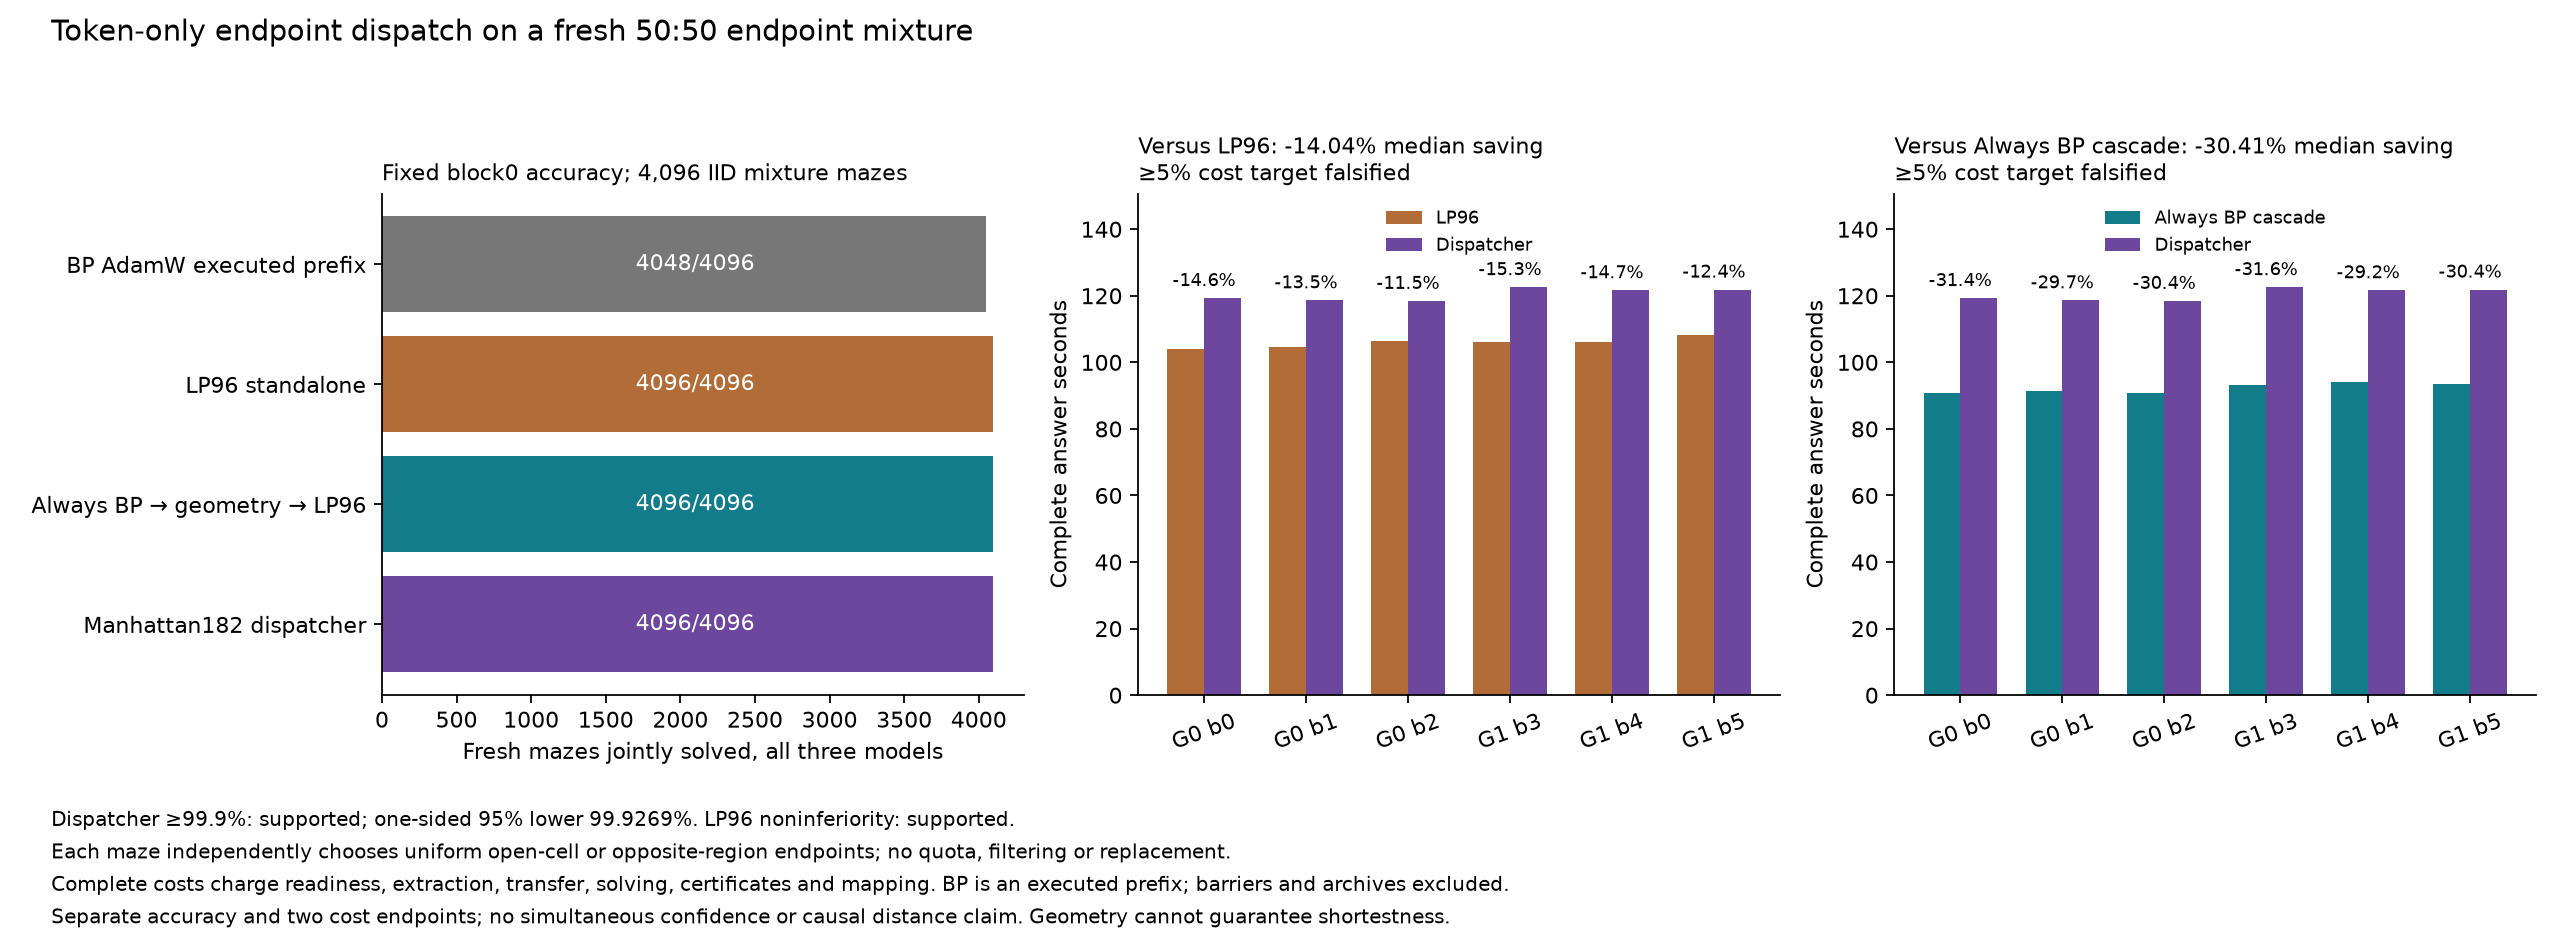 Token-only endpoint dispatch on a fresh 50:50 endpoint mixture
Fixed block0 accuracy; 4,096 IID mixture mazes
BP AdamW executed prefix
4048/4096
LP96 standalone
4096/4096
Always BP → geometry → LP96
4096/4096
Manhattan182 dispatcher
4096/4096
0 500 1000 1500 2000 2500 3000 3500 4000
Fresh mazes jointly solved, all three models
Versus LP96: -14.04% median saving
≥5% cost target falsified
LP96
Dispatcher
Complete answer seconds
140
120
100
80
60
40
20
0
-14.6% -13.5% -11.5% -15.3% -14.7% -12.4%
G0 b0 G0 b1 G0 b2 G1 b3 G1 b4 G1 b5
Versus Always BP cascade: -30.41% median saving
≥5% cost target falsified
Always BP cascade
Dispatcher
Complete answer seconds
140
120
100
80
60
40
20
0
-31.4% -29.7% -30.4% -31.6% -29.2% -30.4%
G0 b0 G0 b1 G0 b2 G1 b3 G1 b4 G1 b5
Dispatcher ≥99.9%: supported; one-sided 95% lower 99.9269%. LP96 noninferiority: supported.
Each maze independently chooses uniform open-cell or opposite-region endpoints; no quota, filtering or replacement.
Complete costs charge readiness, extraction, transfer, solving, certificates and mapping. BP is an executed prefix; barriers and archives excluded.
Separate accuracy and two cost endpoints; no simultaneous confidence or causal distance claim. Geometry cannot guarantee shortestness.